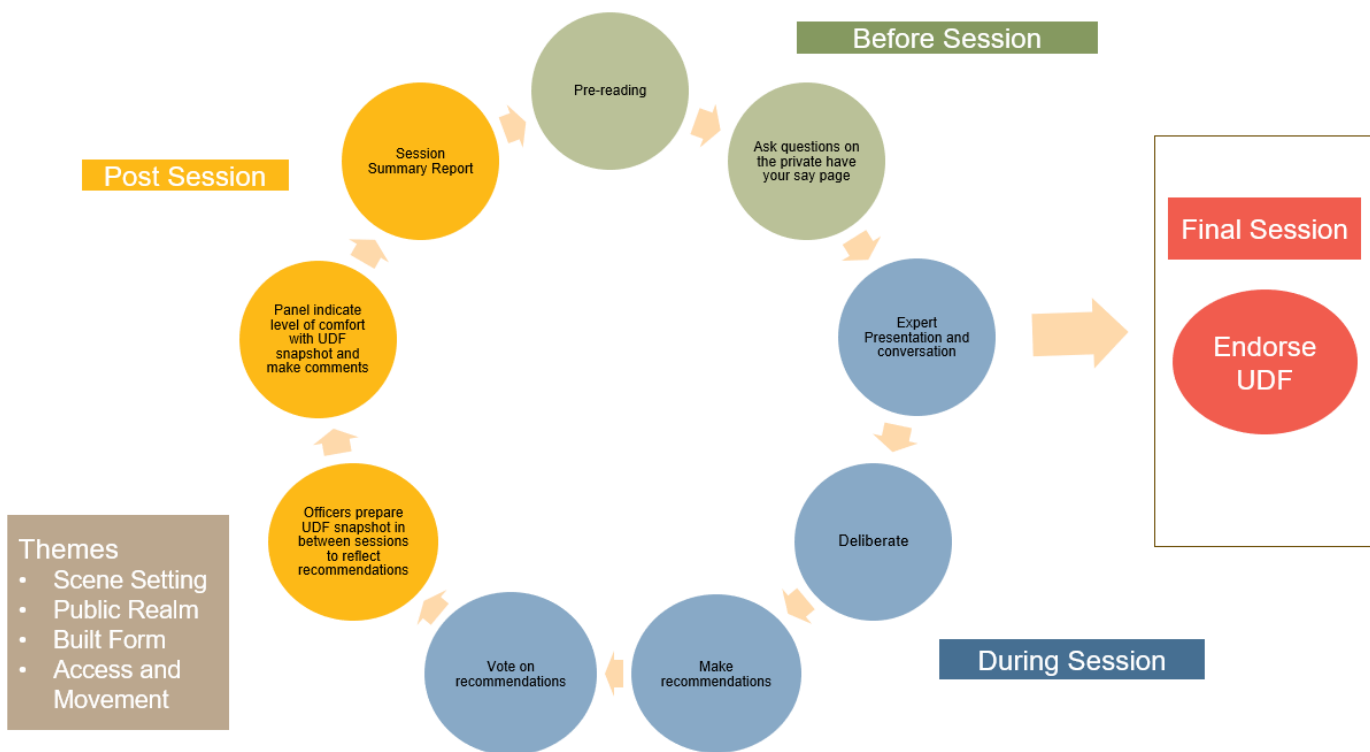 Before Session
Pre-reading
Ask questions on
the private have
your say page
Expert
Presentation and
conversation
Deliberate
During Session
Make
recommendations
Vote on
recommendations
Officers prepare
UDF snapshot in
between sessions
to reflect
recommendations
Panel indicate
level of comfort
with UDF
snapshot and
make comments
Session
Summary Report
Post Session
Final Session
Endorse
UDF
Themes
• Scene Setting
• Public Realm
• Built Form
• Access and
Movement